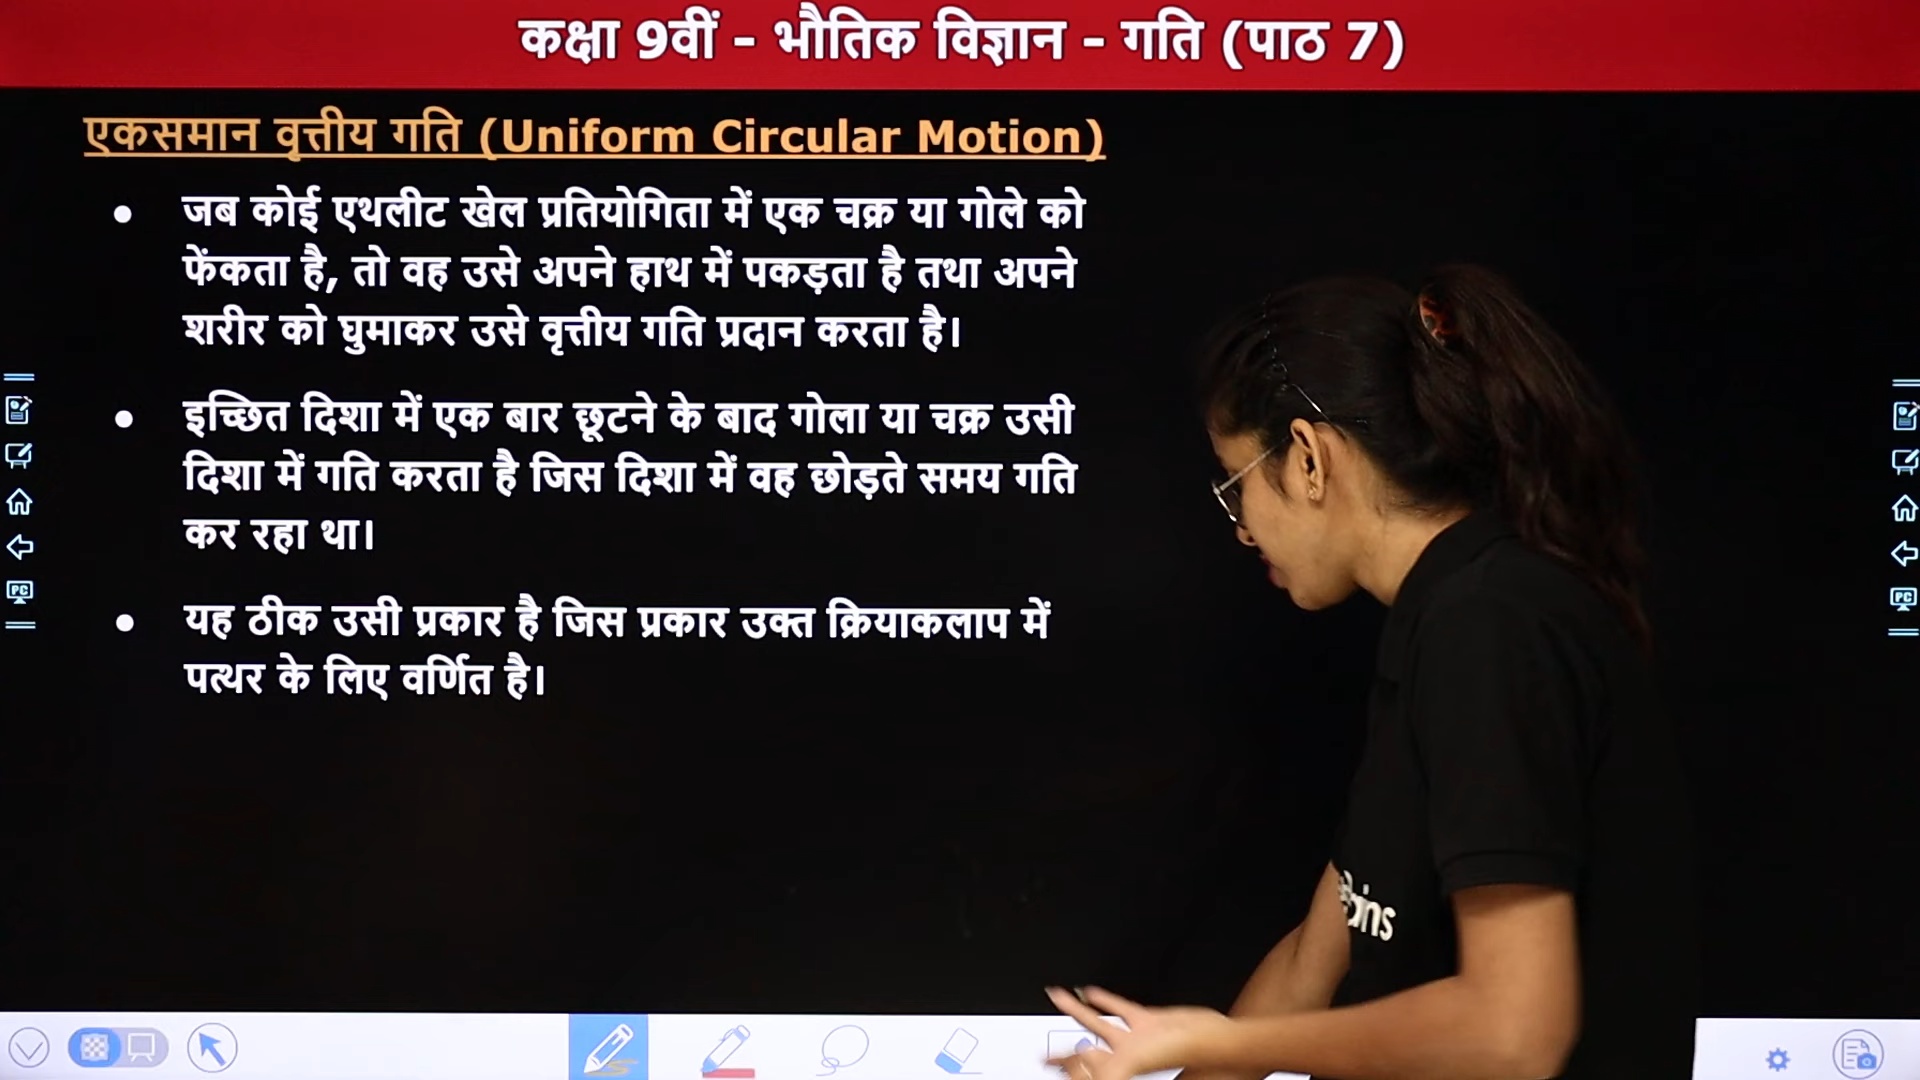 कक्षा 9वीं - भौतिक विज्ञान - गति (पाठ 7)
एकसमान वृत्तीय गति (Uniform Circular Motion)
• जब कोई एथलीट खेल प्रतियोगिता में एक चक्र या गोले को
फेंकता है, तो वह उसे अपने हाथ में पकड़ता है तथा अपने
शरीर को घुमाकर उसे वृत्तीय गति प्रदान करता है।
• इच्छित दिशा में एक बार छूटने के बाद गोला या चक्र उसी
दिशा में गति करता है जिस दिशा में वह छोड़ते समय गति
कर रहा था।
• यह ठीक उसी प्रकार है जिस प्रकार उक्त क्रियाकलाप में
पत्थर के लिए वर्णित है।
PC
PC